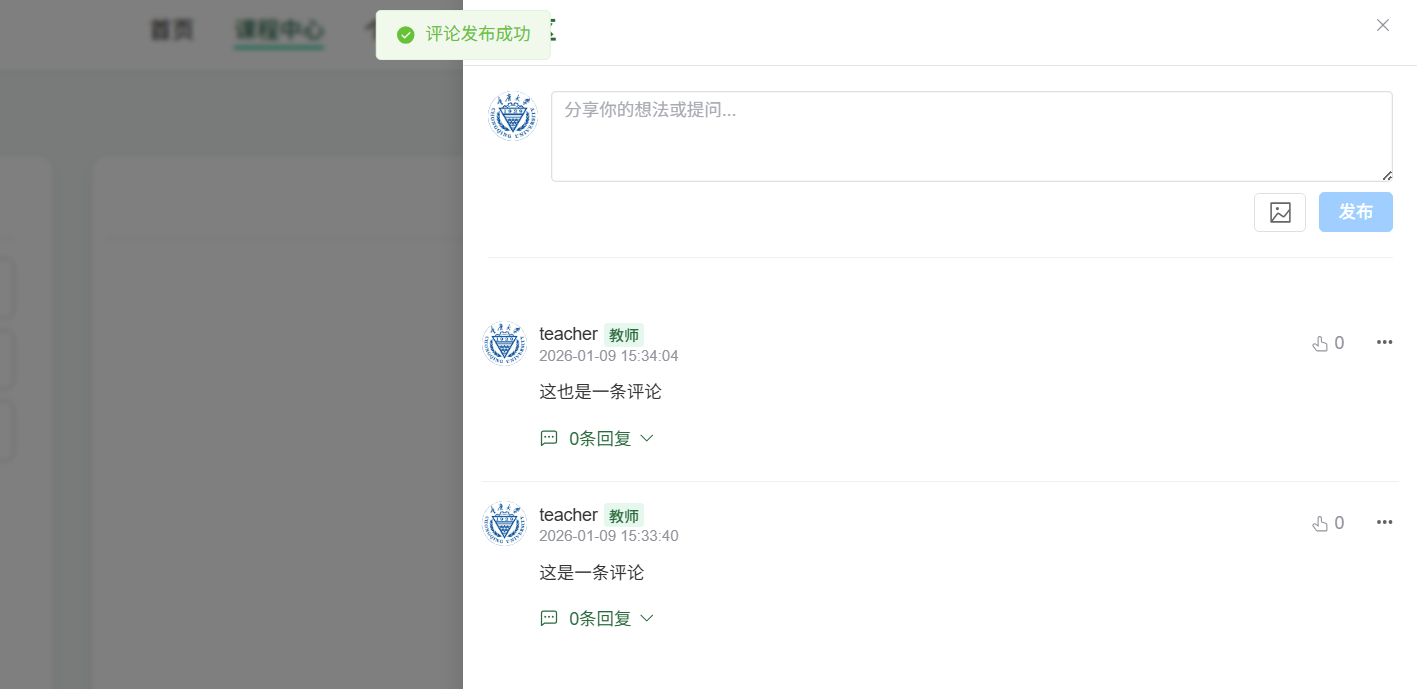 首页
课程中心
评论发布成功
分享你的想法或提问...
发布
teacher 教师
2026-01-09 15:34:04
0
这也是一条评论
0条回复
teacher 教师
2026-01-09 15:33:40
0
这是一条评论
0条回复